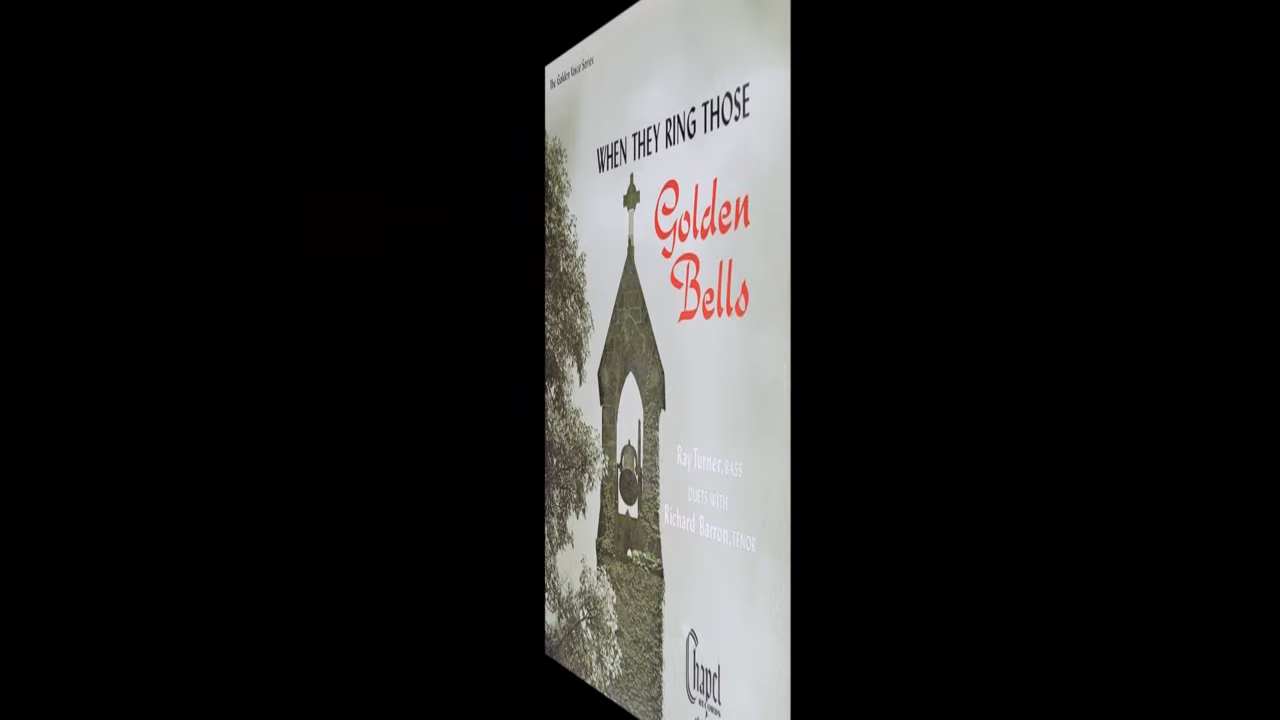 The Golden Voice Series
WHEN THEY RING THOSE
Golden
Bells
Ray Turner, BASS
DUETS WITH
Richard Barron, TENOR
Chapel
RECORDS